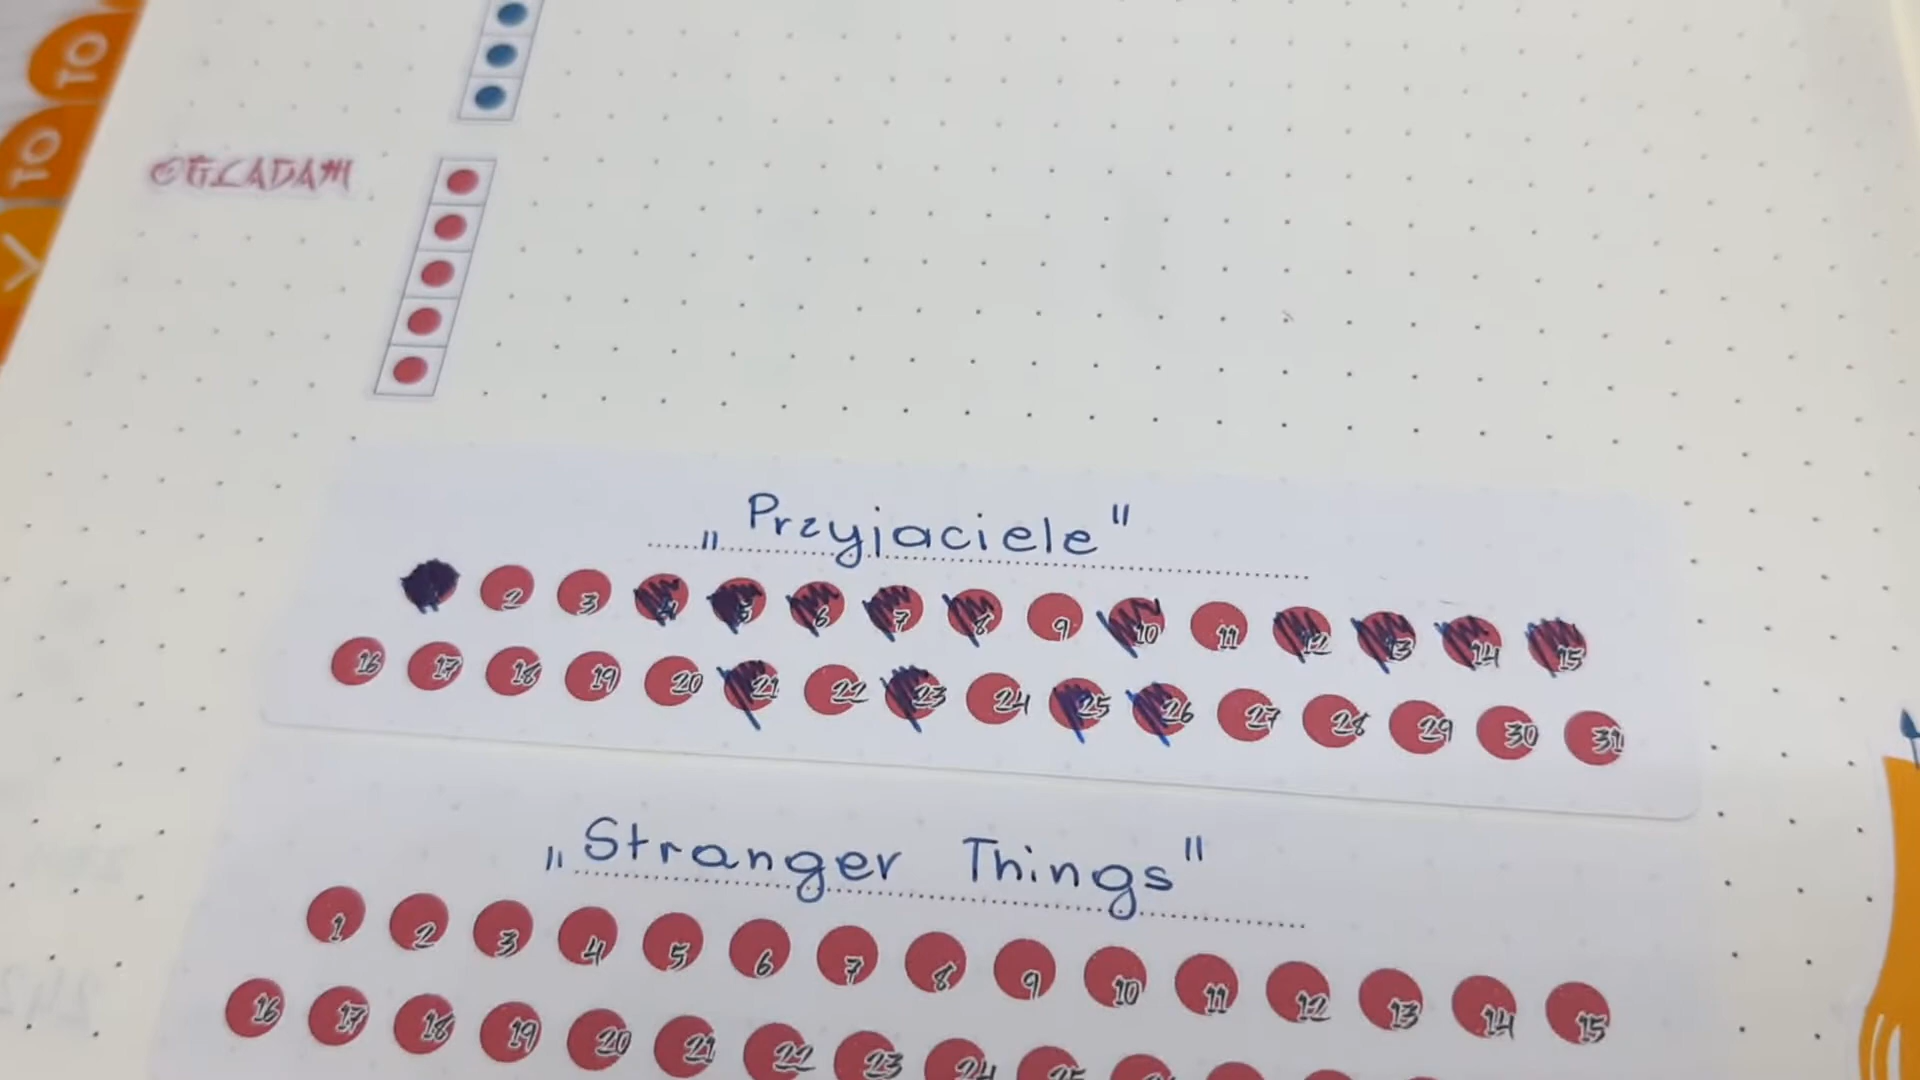 TO
TO
OGLADAM
„Przyjaciele"
2 3 4 5 6 7 8 9 10 11 12 13 14 15
16 17 18 19 20 21 22 23 24 25 26 27 28 29 30 31
„Stranger Things"
1 2 3 4 5 6 7 8 9 10 11 12 13 14 15
16 17 18 19 20 21 22 23 24 25